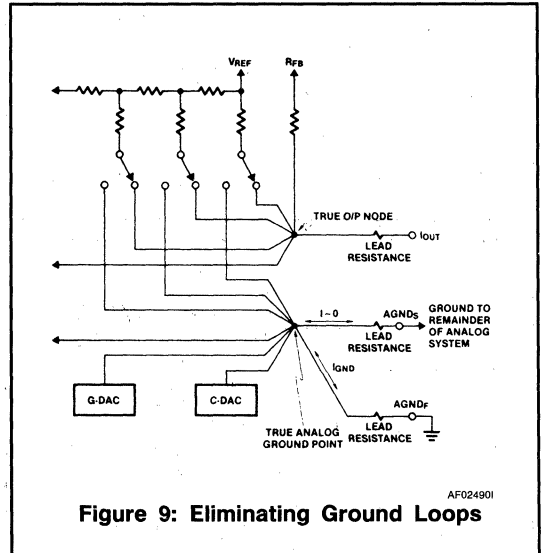 VREF
RFB
TRUE O/P NODE
IOUT
LEAD
RESISTANCE
I~0
AGNDS
GROUND TO
REMAINDER
OF ANALOG
SYSTEM
LEAD
RESISTANCE
IGND
G-DAC
C-DAC
AGNDF
LEAD
RESISTANCE
TRUE ANALOG
GROUND POINT
AF02490I
Figure 9: Eliminating Ground Loops